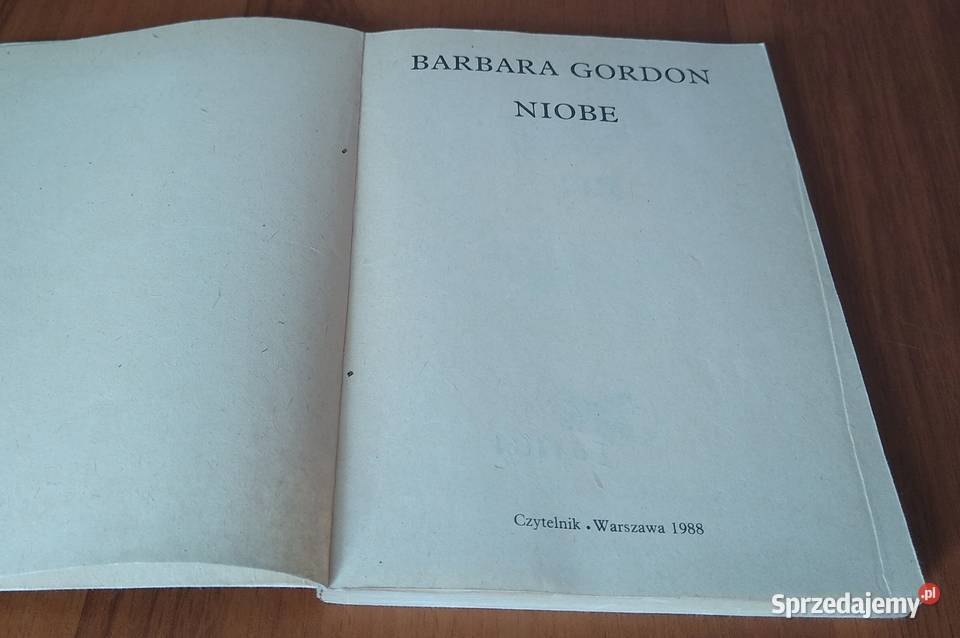 BARBARA GORDON
NIOBE
Czytelnik • Warszawa 1988
Sprzedajemy.pl